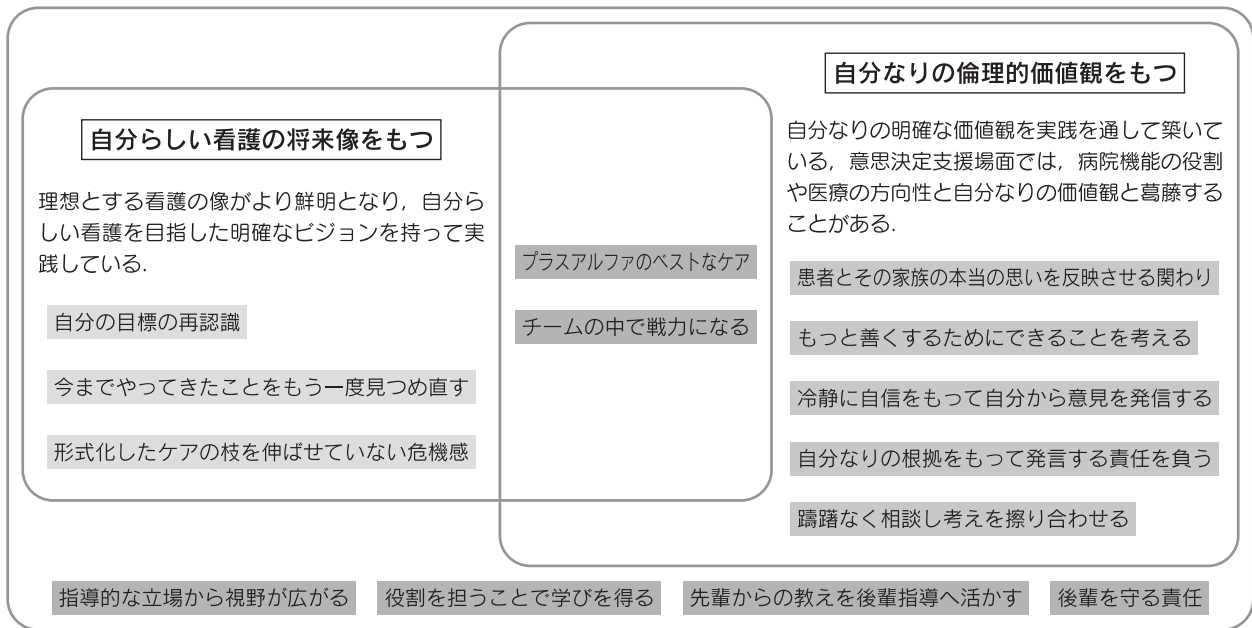 自分らしい看護の将来像をもつ
理想とする看護の像がより鮮明となり，自分ら
しい看護を目指した明確なビジョンを持って実
践している．
自分の目標の再認識
今までやってきたことをもう一度見つめ直す
形式化したケアの枝を伸ばせていない危機感
プラスアルファのベストなケア
チームの中で戦力になる
自分なりの倫理的価値観をもつ
自分なりの明確な価値観を実践を通して築いて
いる，意思決定支援場面では，病院機能の役割
や医療の方向性と自分なりの価値観と葛藤する
ことがある．
患者とその家族の本当の思いを反映させる関わり
もっと善くするためにできることを考える
冷静に自信をもって自分から意見を発信する
自分なりの根拠をもって発言する責任を負う
躊躇なく相談し考えを擦り合わせる
指導的な立場から視野が広がる
役割を担うことで学びを得る
先輩からの教えを後輩指導へ活かす
後輩を守る責任